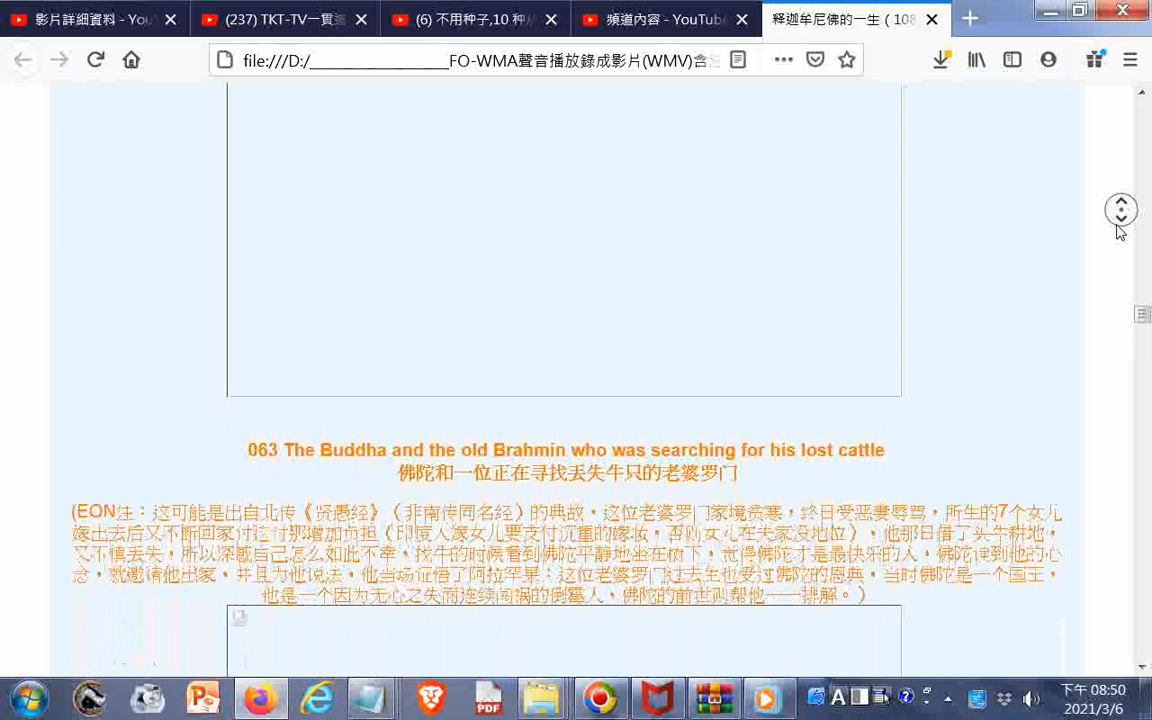 影片詳細資料 - You
(237) TKT-TV一貫道
(6) 不用种子,10 种
頻道內容 - YouTube
释迦牟尼佛的一生（108
file:///D:/________________FO-WMA聲音播放錄成影片(WMV)含
063 The Buddha and the old Brahmin who was searching for his lost cattle
佛陀和一位正在寻找丢失牛只的老婆罗门
(EON注：这可能是出自北传《贤愚经》（非南传同名经）的典故，这位老婆罗门家境贫寒，终日受恶妻辱骂，所生的7个女儿
嫁出去后又不断回家讨这讨那增加负担（印度人嫁女儿要支付沉重的嫁妆，否则女儿在夫家没地位），他那日借了头牛耕地，
又不慎丢失，所以深感自己怎么如此不幸，找牛的时候看到佛陀平静地坐在树下，觉得佛陀才是最快乐的人，佛陀读到他的心
念，就邀请他出家，并且为他说法，他当场证悟了阿拉罕果；这位老婆罗门过去生也受过佛陀的恩典，当时佛陀是一个国王，
他是一个因为无心之失而连续闯祸的倒霉人，佛陀的前世则帮他一一排解。）
PDF
A
下午 08:50
2021/3/6